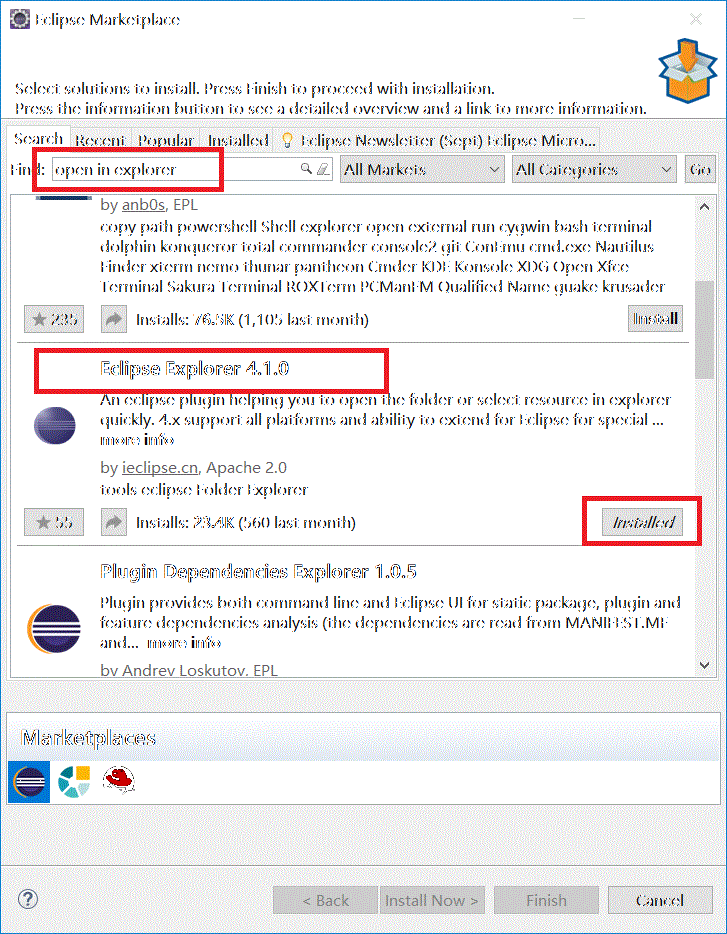 Eclipse Marketplace
Select solutions to install. Press Finish to proceed with installation.
Press the information button to see a detailed overview and a link to more information.
Search Recent Popular Installed Eclipse Newsletter (Sept) Eclipse Micro...
Find: open in explorer All Markets All Categories Go
by anb0s, EPL
copy path powershell Shell explorer open external run cygwin bash terminal
dolphin konqueror total commander console2 git ConEmu cmd.exe Nautilus
Finder xterm nemo thunar pantheon Cmder KDE Konsole XDG Open Xfce
Terminal Sakura Terminal ROXTerm PCManFM Qualified Name guake krusader
235 Installs: 76.5K (1,105 last month) Install
Eclipse Explorer 4.1.0
An eclipse plugin helping you to open the folder or select resource in explorer
quickly. 4.x support all platforms and ability to extend for Eclipse for special ...
more info
by ieclipse.cn, Apache 2.0
tools eclipse Folder Explorer
55 Installs: 23.4K (560 last month) Installed
Plugin Dependencies Explorer 1.0.5
Plugin provides both command line and Eclipse UI for static package, plugin and
feature dependencies analysis (the dependencies are read from MANIFEST.MF
and... more info
by Andrey Loskutov, EPL
Marketplaces
? < Back Install Now > Finish Cancel